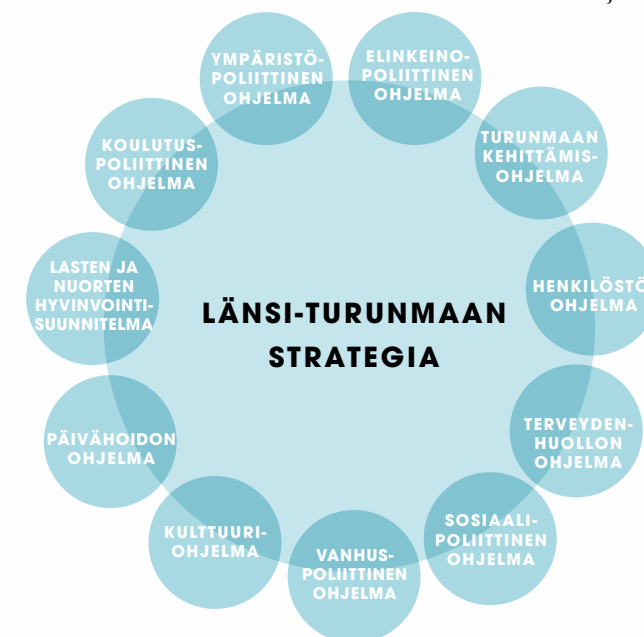 YMPÄRISTÖ-
POLIITTINEN
OHJELMA
ELINKEINO-
POLIITTINEN
OHJELMA
TURUNMAAN
KEHITTÄMIS-
OHJELMA
HENKILÖSTÖ
OHJELMA
TERVEYDEN-
HUOLLON
OHJELMA
SOSIAALI-
POLIITTINEN
OHJELMA
VANHUS-
POLIITTINEN
OHJELMA
KULTTUURI-
OHJELMA
PÄIVÄHOIDON
OHJELMA
LASTEN JA
NUORTEN
HYVINVOINTI-
SUUNNITELMA
KOULUTUS-
POLIITTINEN
OHJELMA
LÄNSI-TURUNMAAN
STRATEGIA